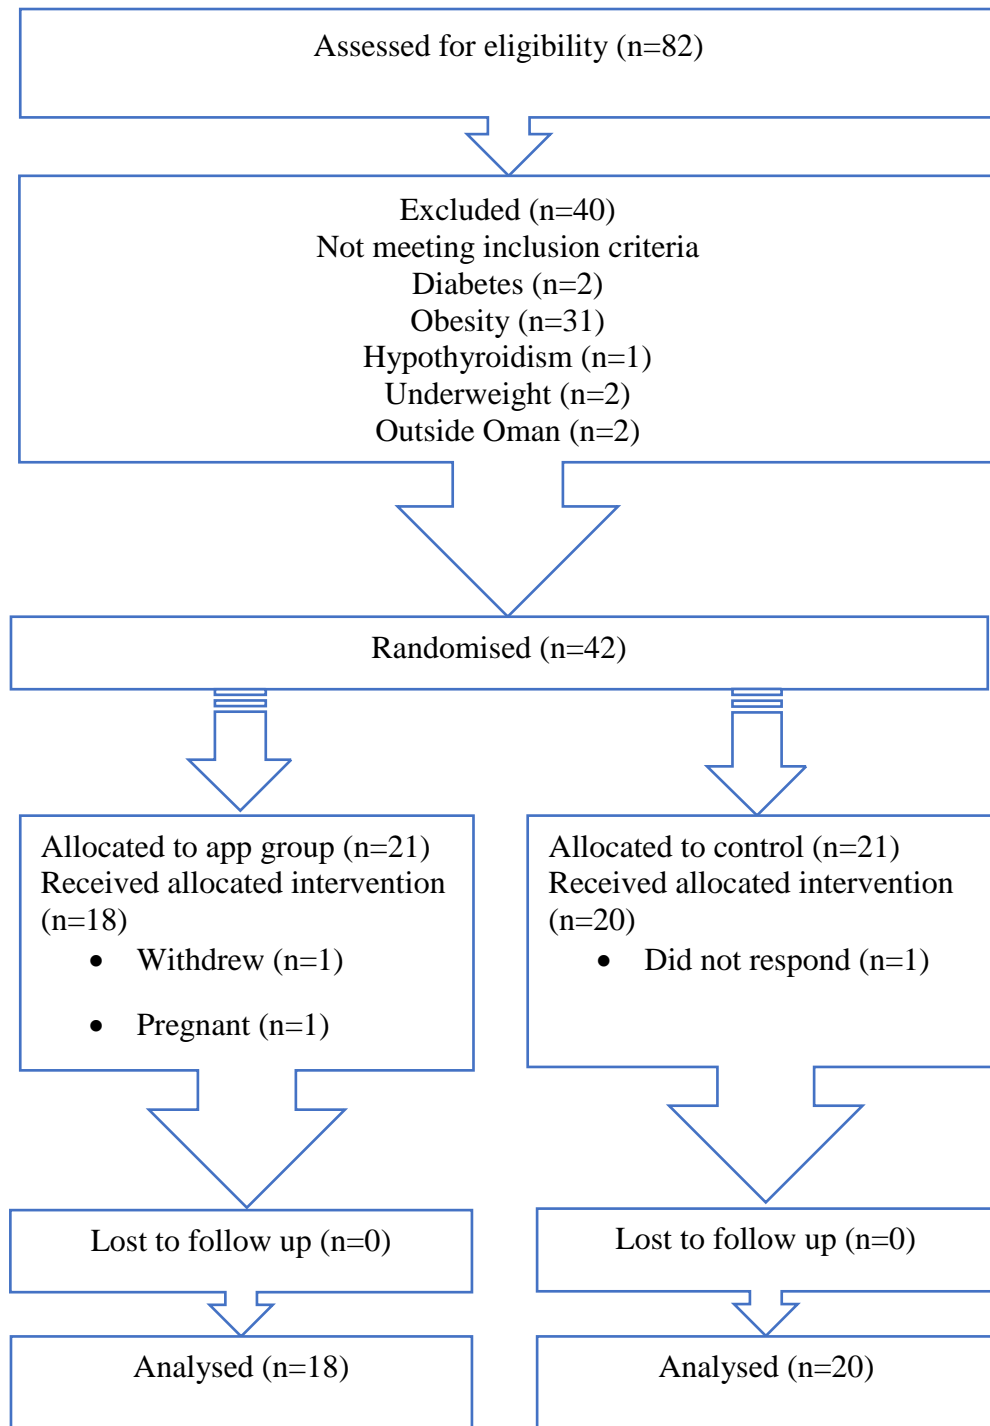 Assessed for eligibility (n=82)
Excluded (n=40)
Not meeting inclusion criteria
Diabetes (n=2)
Obesity (n=31)
Hypothyroidism (n=1)
Underweight (n=2)
Outside Oman (n=2)
Randomised (n=42)
Allocated to app group (n=21)
Received allocated intervention
(n=18)
• Withdrew (n=1)
• Pregnant (n=1)
Allocated to control (n=21)
Received allocated intervention
(n=20)
• Did not respond (n=1)
Lost to follow up (n=0)
Lost to follow up (n=0)
Analysed (n=18)
Analysed (n=20)